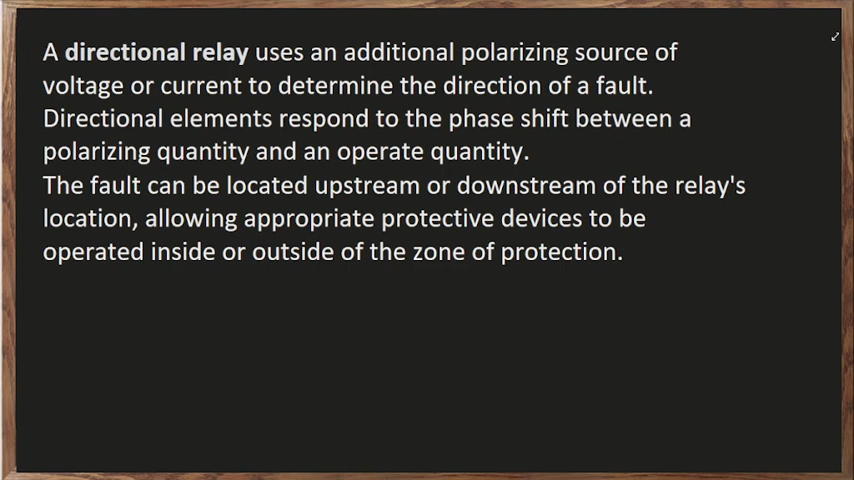 A directional relay uses an additional polarizing source of
voltage or current to determine the direction of a fault.
Directional elements respond to the phase shift between a
polarizing quantity and an operate quantity.
The fault can be located upstream or downstream of the relay's
location, allowing appropriate protective devices to be
operated inside or outside of the zone of protection.